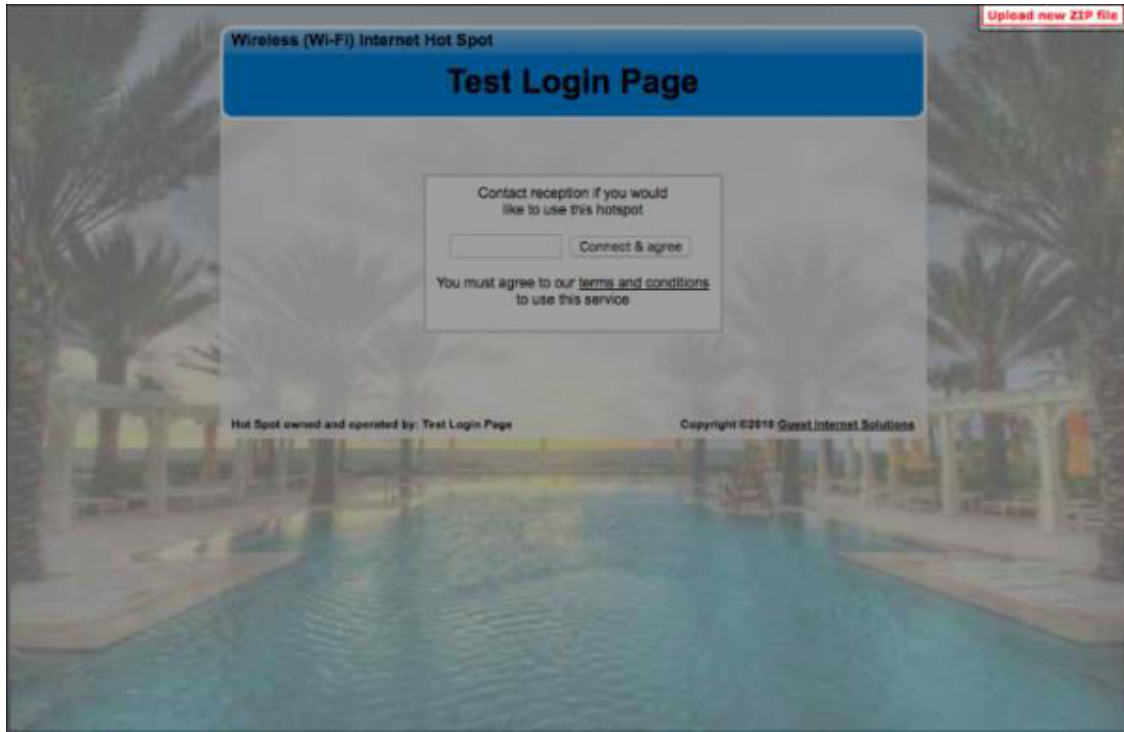 Upload new ZIP file
Wireless (Wi-Fi) Internet Hot Spot
Test Login Page
Contact reception if you would
like to use this hotspot
Connect & agree
You must agree to our terms and conditions
to use this service
Hot Spot owned and operated by: Test Login Page
Copyright ©2018 Guest Internet Solutions